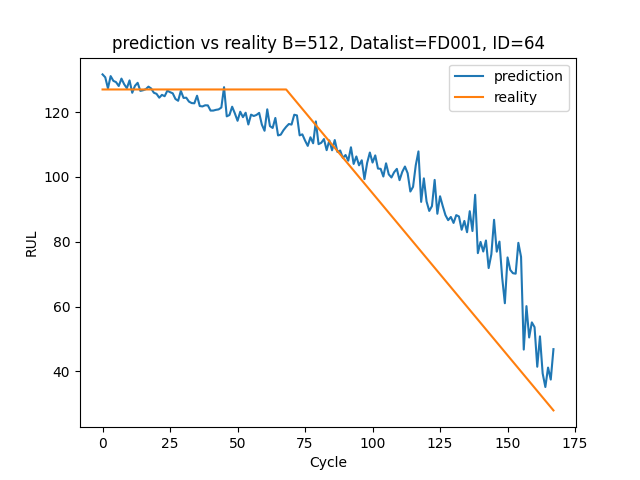 prediction vs reality B=512, Datalist=FD001, ID=64
prediction
reality
120
100
80
60
40
RUL
0 25 50 75 100 125 150 175
Cycle